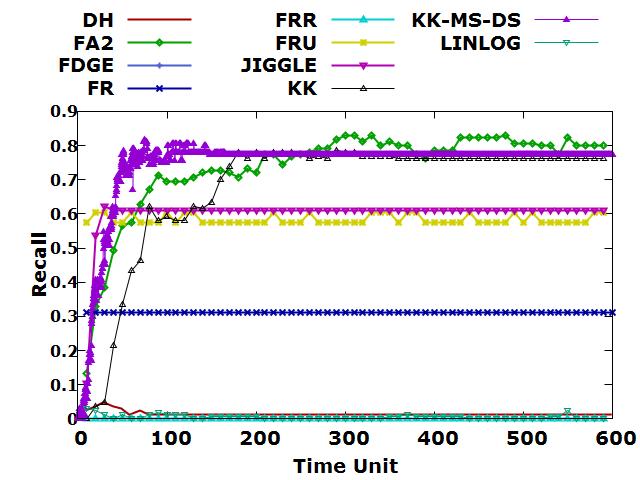 DH FRR KK-MS-DS
FA2 FRU LINLOG
FDGE JIGGLE
FR KK
0.9
0.8
0.7
0.6
0.5
0.4
0.3
0.2
0.1
0
Recall
0 100 200 300 400 500 600
Time Unit